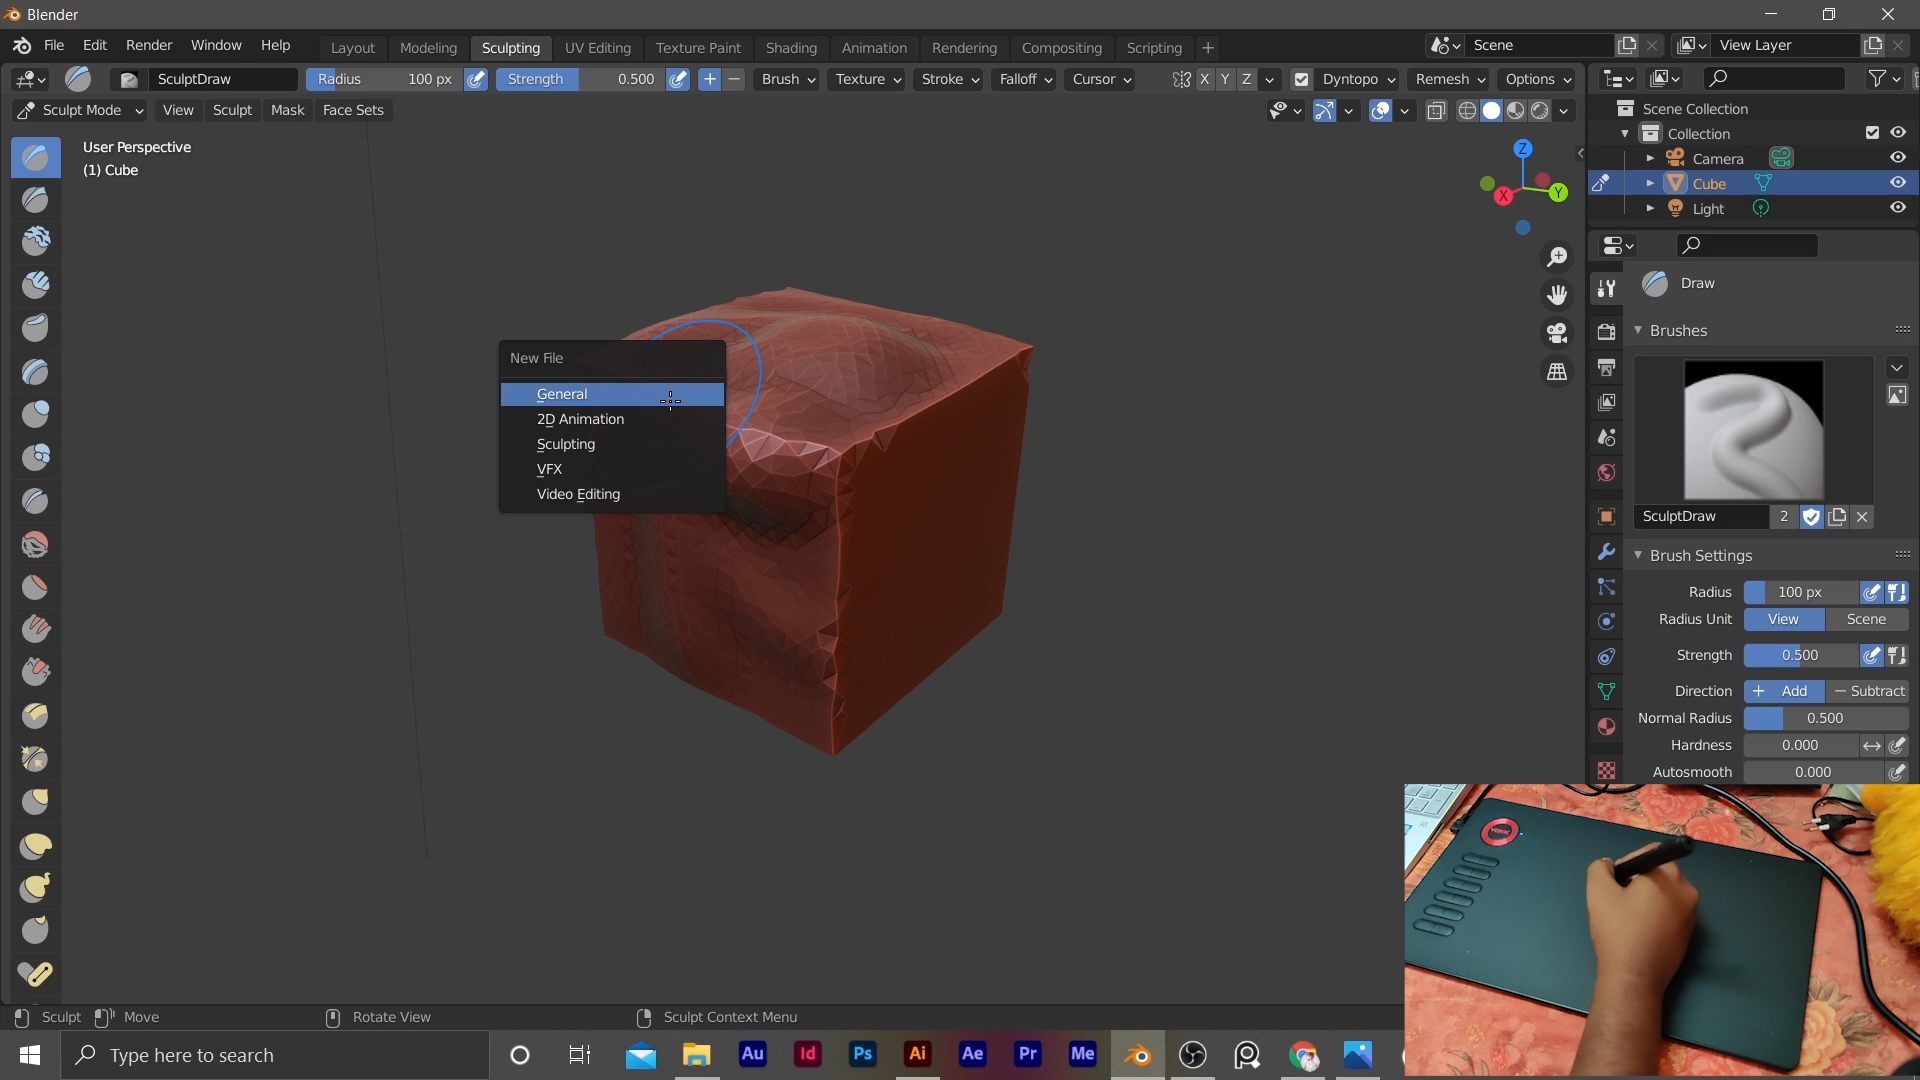 Blender
File Edit Render Window Help Layout Modeling Sculpting UV Editing Texture Paint Shading Animation Rendering Compositing Scripting + Scene View Layer
SculptDraw Radius 100 px Strength 0.500 + − Brush Texture Stroke Falloff Cursor X Y Z Dyntopo Remesh Options
Sculpt Mode View Sculpt Mask Face Sets
User Perspective
(1) Cube
Z
X
Y
New File
General
2D Animation
Sculpting
VFX
Video Editing
Scene Collection
Collection
Camera
Cube
Light
Draw
Brushes
SculptDraw 2
Brush Settings
Radius 100 px
Radius Unit View Scene
Strength 0.500
Direction + Add − Subtract
Normal Radius 0.500
Hardness 0.000
Autosmooth 0.000
Sculpt Move Rotate View Sculpt Context Menu
Type here to search Au Id Ps Ai Ae Pr Me